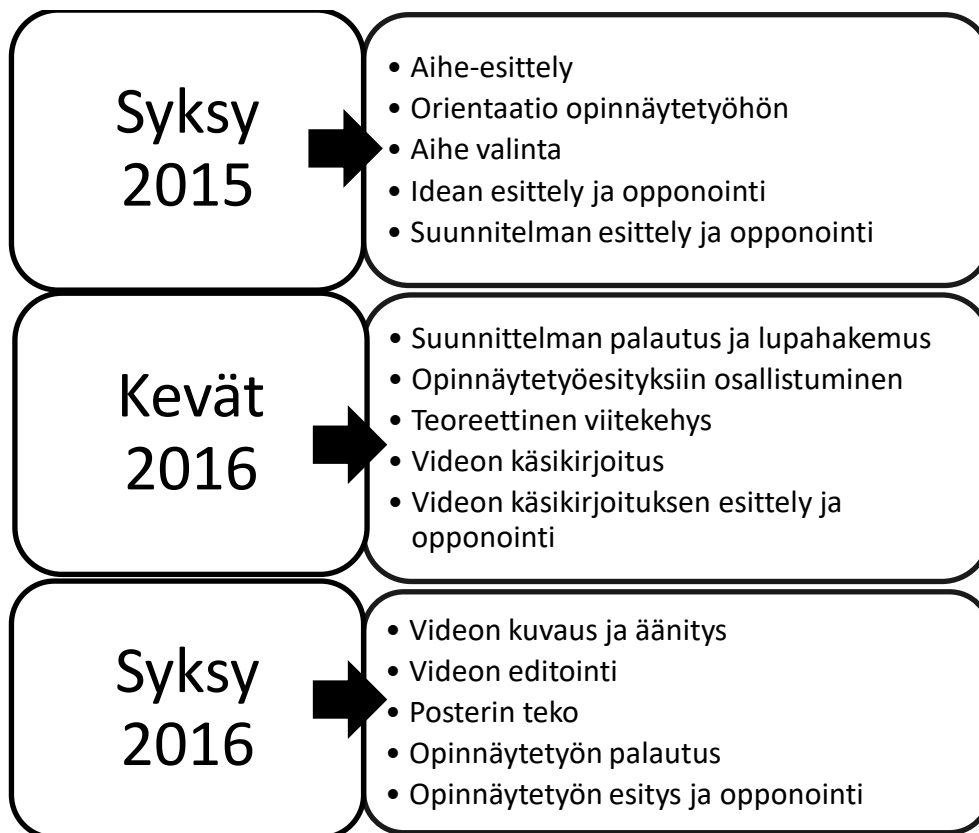 Syksy
2015
• Aihe-esittely
• Orientaatio opinnäytetyöhön
• Aihe valinta
• Idean esittely ja opponointi
• Suunnitelman esittely ja opponointi
Kevät
2016
• Suunnittelman palautus ja lupahakemus
• Opinnäytetyöesityksiin osallistuminen
• Teoreettinen viitekehys
• Videon käsikirjoitus
• Videon käsikirjoituksen esittely ja
opponointi
Syksy
2016
• Videon kuvaus ja äänitys
• Videon editointi
• Posterin teko
• Opinnäytetyön palautus
• Opinnäytetyön esitys ja opponointi